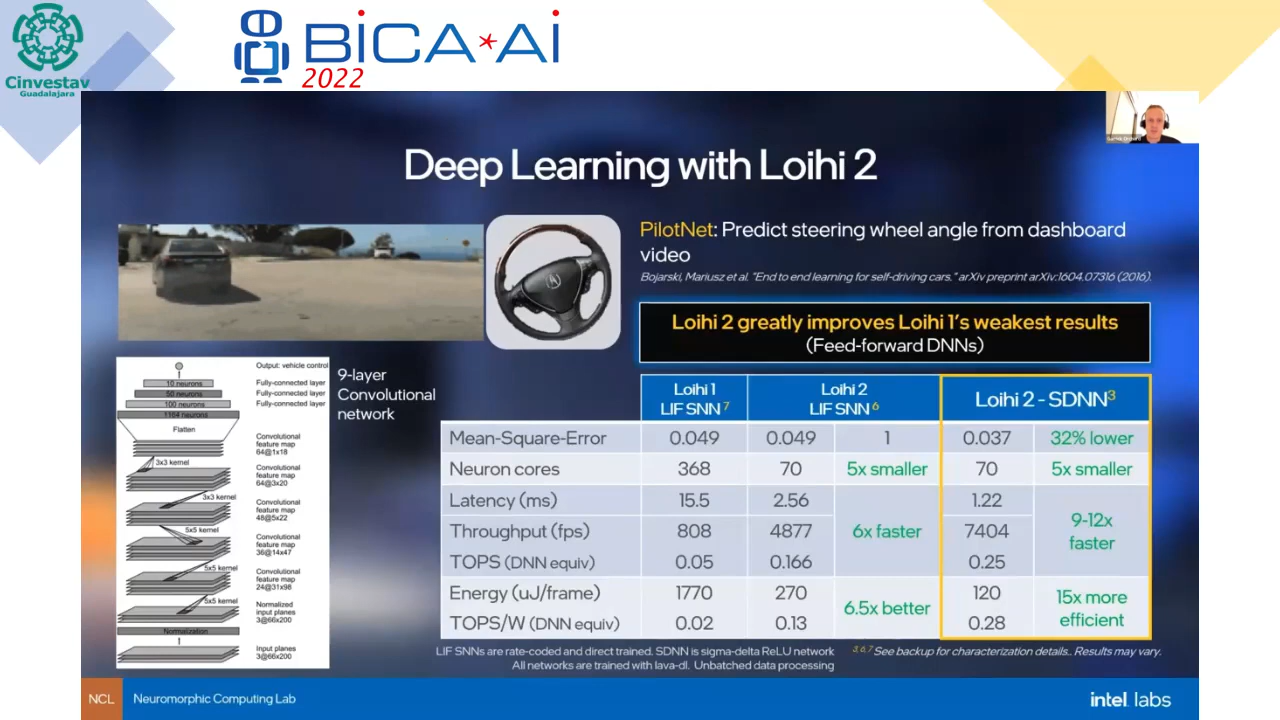 Cinvestav
Guadalajara
BiCA*Ai
2022
Deep Learning with Loihi 2
PilotNet: Predict steering wheel angle from dashboard
video
Bojarski, Mariusz et al. "End to end learning for self-driving cars." arXiv preprint arXiv:1604.07316 (2016).
Loihi 2 greatly improves Loihi 1's weakest results
(Feed-forward DNNs)
9-layer
Convolutional
network
Output: vehicle control
10 neurons Fully-connected layer
50 neurons Fully-connected layer
100 neurons Fully-connected layer
1164 neurons
Flatten
Convolutional
feature map
64@1x18
3x3 kernel
Convolutional
feature map
64@3x20
3x3 kernel
Convolutional
feature map
48@5x22
5x5 kernel
Convolutional
feature map
36@14x47
5x5 kernel
Convolutional
feature map
24@31x98
5x5 kernel
Normalized
input planes
3@66x200
Normalization
Input planes
3@66x200
Loihi 1 Loihi 2 Loihi 2 - SDNN3
LIF SNN 7 LIF SNN 6
Mean-Square-Error 0.049 0.049 1 0.037 32% lower
Neuron cores 368 70 5x smaller 70 5x smaller
Latency (ms) 15.5 2.56 1.22
Throughput (fps) 808 4877 6x faster 7404 9-12x faster
TOPS (DNN equiv) 0.05 0.166 0.25
Energy (uJ/frame) 1770 270 6.5x better 120 15x more efficient
TOPS/W (DNN equiv) 0.02 0.13 0.28
LIF SNNs are rate-coded and direct trained. SDNN is sigma-delta ReLU network
All networks are trained with lava-dl. Unbatched data processing
3,6,7 See backup for characterization details.. Results may vary.
NCL Neuromorphic Computing Lab
intel labs